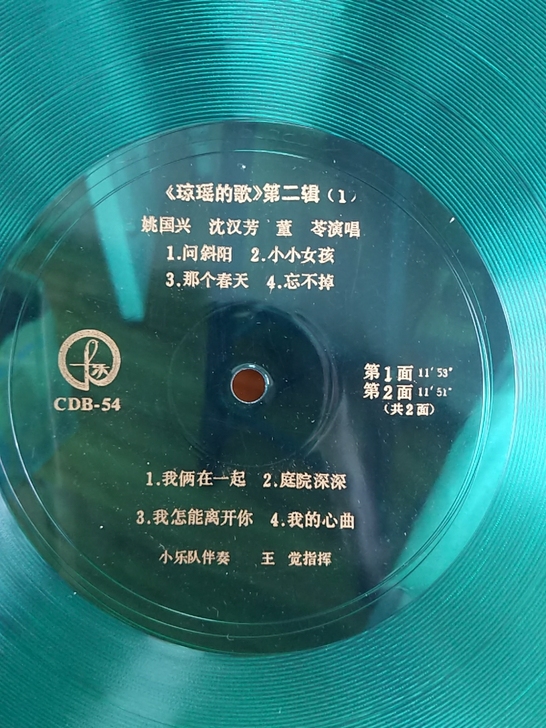 《琼瑶的歌》第二辑（1）
姚国兴 沈汉芳 董 苓演唱
1.问斜阳 2.小小女孩
3.那个春天 4.忘不掉
CDB-54
第1面 11′53″
第2面 11′51″
（共2面）
1.我俩在一起 2.庭院深深
3.我怎能离开你 4.我的心曲
小乐队伴奏 王 觉指挥